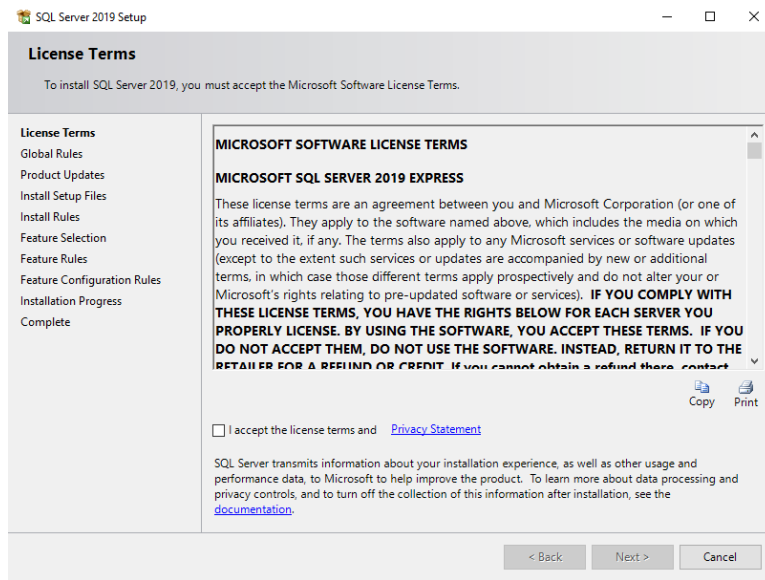 SQL Server 2019 Setup
License Terms
To install SQL Server 2019, you must accept the Microsoft Software License Terms.
License Terms
Global Rules
Product Updates
Install Setup Files
Install Rules
Feature Selection
Feature Rules
Feature Configuration Rules
Installation Progress
Complete
MICROSOFT SOFTWARE LICENSE TERMS
MICROSOFT SQL SERVER 2019 EXPRESS
These license terms are an agreement between you and Microsoft Corporation (or one of
its affiliates). They apply to the software named above, which includes the media on which
you received it, if any. The terms also apply to any Microsoft services or software updates
(except to the extent such services or updates are accompanied by new or additional
terms, in which case those different terms apply prospectively and do not alter your or
Microsoft's rights relating to pre-updated software or services). IF YOU COMPLY WITH
THESE LICENSE TERMS, YOU HAVE THE RIGHTS BELOW FOR EACH SERVER YOU
PROPERLY LICENSE. BY USING THE SOFTWARE, YOU ACCEPT THESE TERMS. IF YOU
DO NOT ACCEPT THEM, DO NOT USE THE SOFTWARE. INSTEAD, RETURN IT TO THE
RETAILER FOR A REFUND OR CREDIT. If you cannot obtain a refund there, contact
Copy Print
I accept the license terms and Privacy Statement
SQL Server transmits information about your installation experience, as well as other usage and
performance data, to Microsoft to help improve the product. To learn more about data processing and
privacy controls, and to turn off the collection of this information after installation, see the
documentation.
< Back Next > Cancel